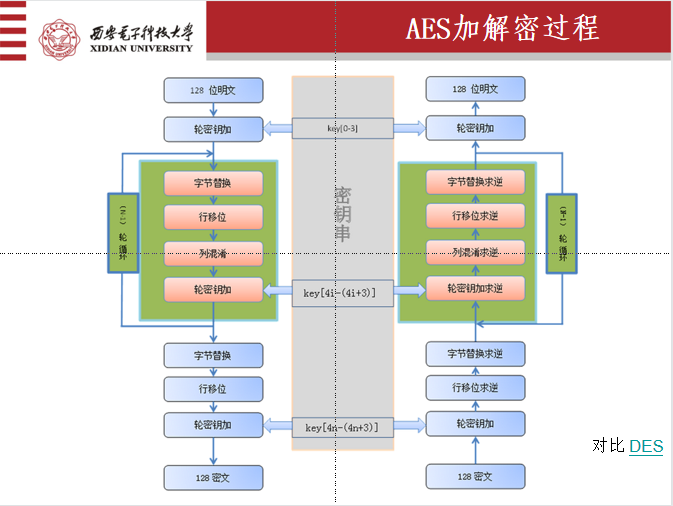 西安电子科技大学
XIDIAN UNIVERSITY
AES加解密过程
128 位明文
轮密钥加
字节替换
行移位
列混淆
轮密钥加
(N-1) 轮 循 环
字节替换
行移位
轮密钥加
128 密文
密钥串
key[0-3]
key[4i-(4i+3)]
key[4n-(4n+3)]
128 位明文
轮密钥加
字节替换求逆
行移位求逆
列混淆求逆
轮密钥加求逆
(N-1) 轮 循 环
字节替换求逆
行移位求逆
轮密钥加
128 密文
对比 DES